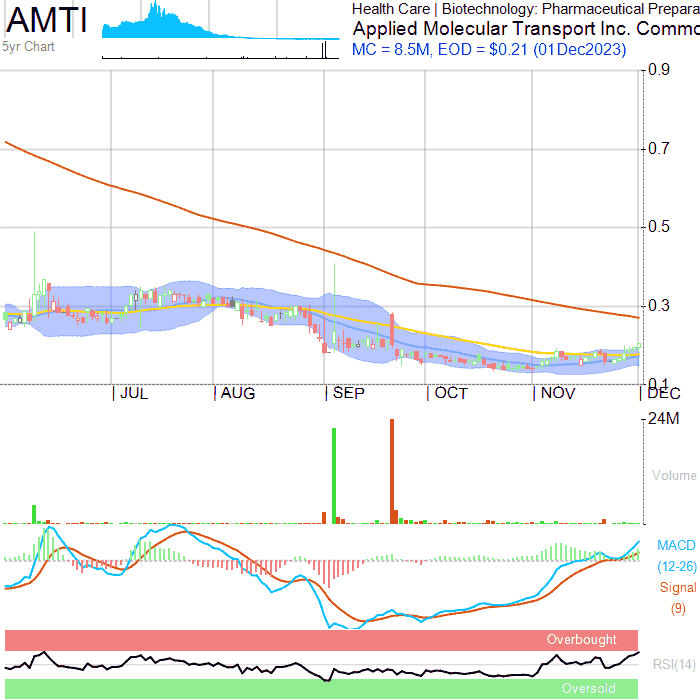 AMTI
5yr Chart
Health Care | Biotechnology: Pharmaceutical Prepara
Applied Molecular Transport Inc. Commo
MC = 8.5M, EOD = $0.21 (01Dec2023)
0.9
0.7
0.5
0.3
0.1
JUL AUG SEP OCT NOV DEC
24M
Volume
MACD
(12-26)
Signal
(9)
Overbought
RSI(14)
Oversold